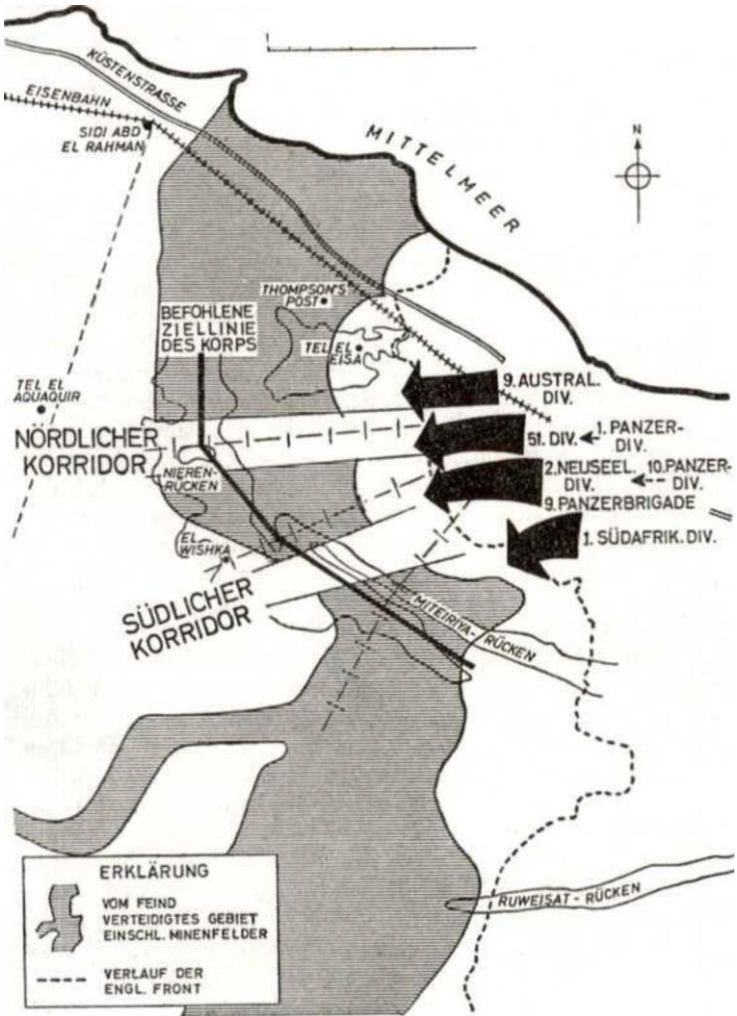 KÜSTENSTRASSE
EISENBAHN
SIDI ABD
EL RAHMAN
MITTELMEER
N
THOMPSON'S
POST
BEFOHLENE
ZIELLINIE
DES KORPS
TEL EL
EISA
TEL EL
AQUAQUIR
9. AUSTRAL.
DIV.
NÖRDLICHER
KORRIDOR
51. DIV.
1. PANZER-
DIV.
NIEREN-
RÜCKEN
2. NEUSEEL.
DIV.
10. PANZER-
DIV.
9. PANZERBRIGADE
EL
WISHKA
1. SÜDAFRIK. DIV.
SÜDLICHER
KORRIDOR
MITEIRIYA-RÜCKEN
RUWEISAT-RÜCKEN
ERKLÄRUNG
VOM FEIND
VERTEIDIGTES GEBIET
EINSCHL. MINENFELDER
VERLAUF DER
ENGL. FRONT